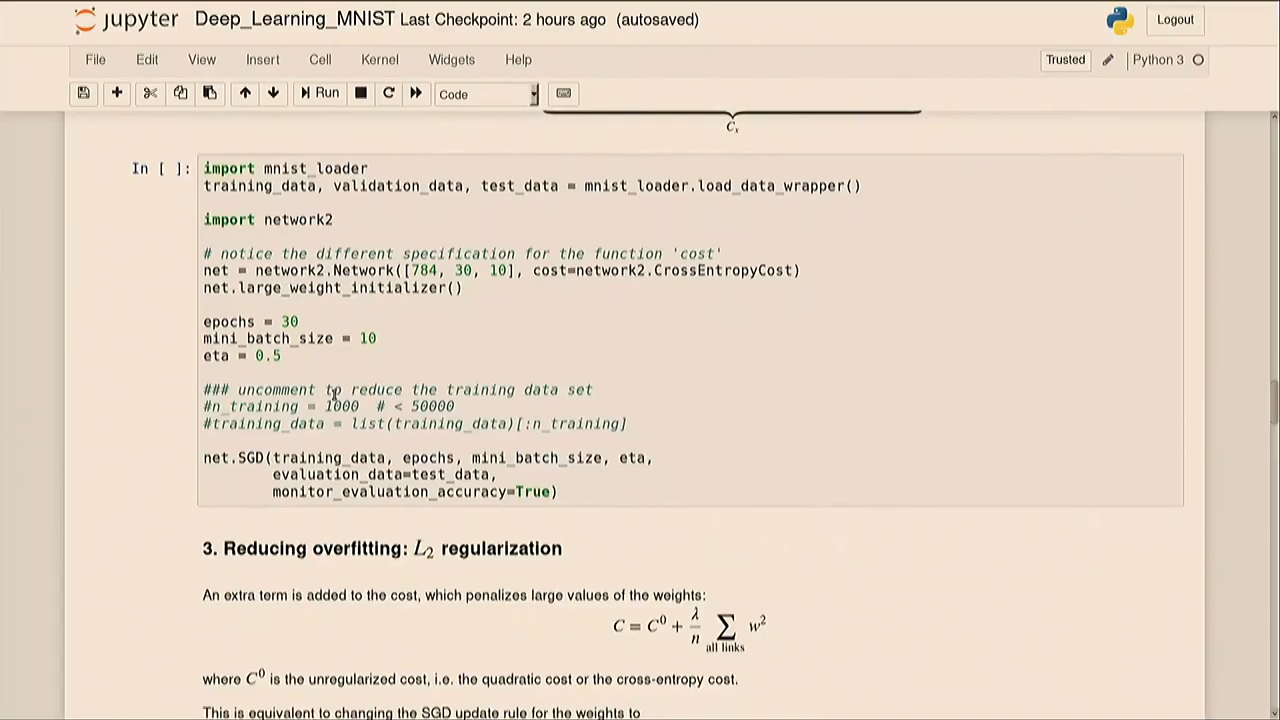 jupyter Deep_Learning_MNIST Last Checkpoint: 2 hours ago (autosaved) Logout
File Edit View Insert Cell Kernel Widgets Help Trusted Python 3
Run Code
Cₓ
In [ ]: import mnist_loader
training_data, validation_data, test_data = mnist_loader.load_data_wrapper()
import network2
# notice the different specification for the function 'cost'
net = network2.Network([784, 30, 10], cost=network2.CrossEntropyCost)
net.large_weight_initializer()
epochs = 30
mini_batch_size = 10
eta = 0.5
### uncomment to reduce the training data set
#n_training = 1000  # < 50000
#training_data = list(training_data)[:n_training]
net.SGD(training_data, epochs, mini_batch_size, eta,
        evaluation_data=test_data,
        monitor_evaluation_accuracy=True)
3. Reducing overfitting: L₂ regularization
An extra term is added to the cost, which penalizes large values of the weights:
C = C⁰ + λ/n ∑ w²
all links
where C⁰ is the unregularized cost, i.e. the quadratic cost or the cross-entropy cost.
This is equivalent to changing the SGD update rule for the weights to